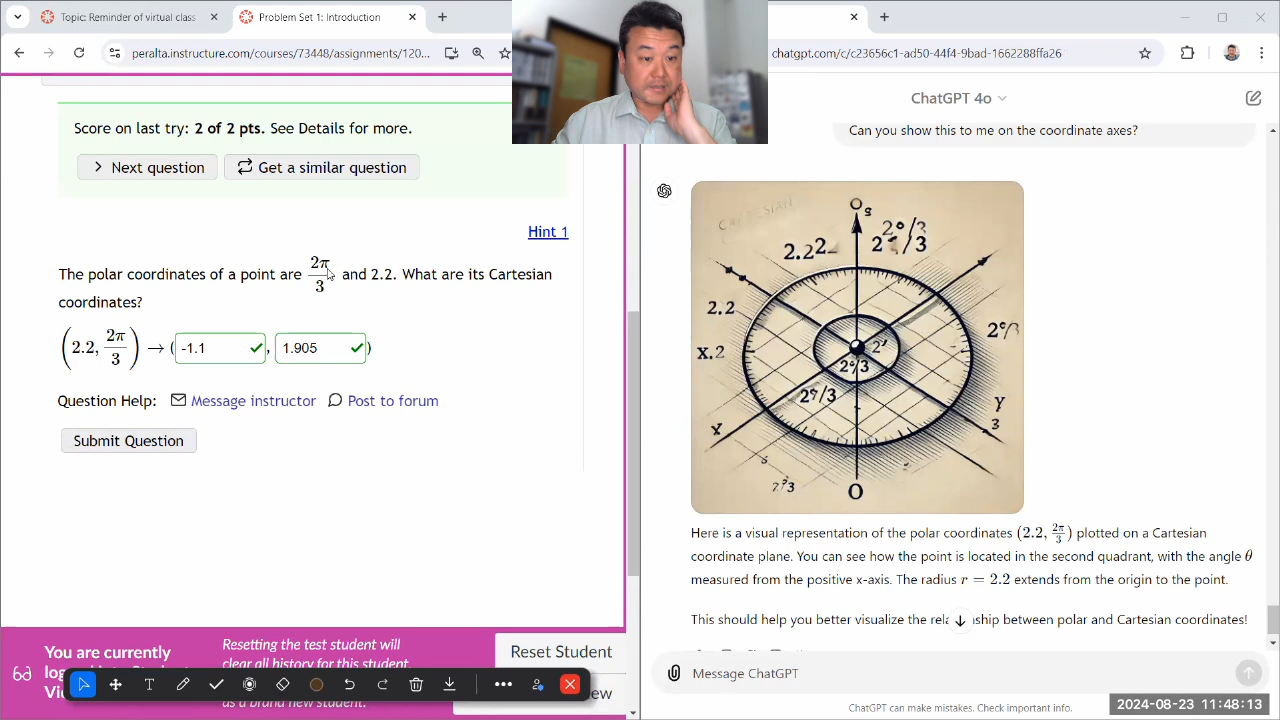 Topic: Reminder of virtual class
Problem Set 1: Introduction
peralta.instructure.com/courses/73448/assignments/120...
chatgpt.com/c/c23656c1-ad50-44f4-9bad-1662288ffa26
Score on last try: 2 of 2 pts. See Details for more.
Next question
Get a similar question
Hint 1
The polar coordinates of a point are 2π/3 and 2.2. What are its Cartesian
coordinates?
(2.2, 2π/3) → (-1.1, 1.905)
Question Help: Message instructor Post to forum
Submit Question
You are currently
Resetting the test student will
clear all history for this student,
as a brand new student.
Reset Student
ChatGPT 4o
Can you show this to me on the coordinate axes?
2.2
X.2
X
Y
3
O
Here is a visual representation of the polar coordinates (2.2, 2π/3) plotted on a Cartesian
coordinate plane. You can see how the point is located in the second quadrant, with the angle θ
measured from the positive x-axis. The radius r = 2.2 extends from the origin to the point.
This should help you better visualize the between polar and Cartesian coordinates!
Message ChatGPT
ChatGPT can make mistakes. Check important info.
2024-08-23 11:48:13